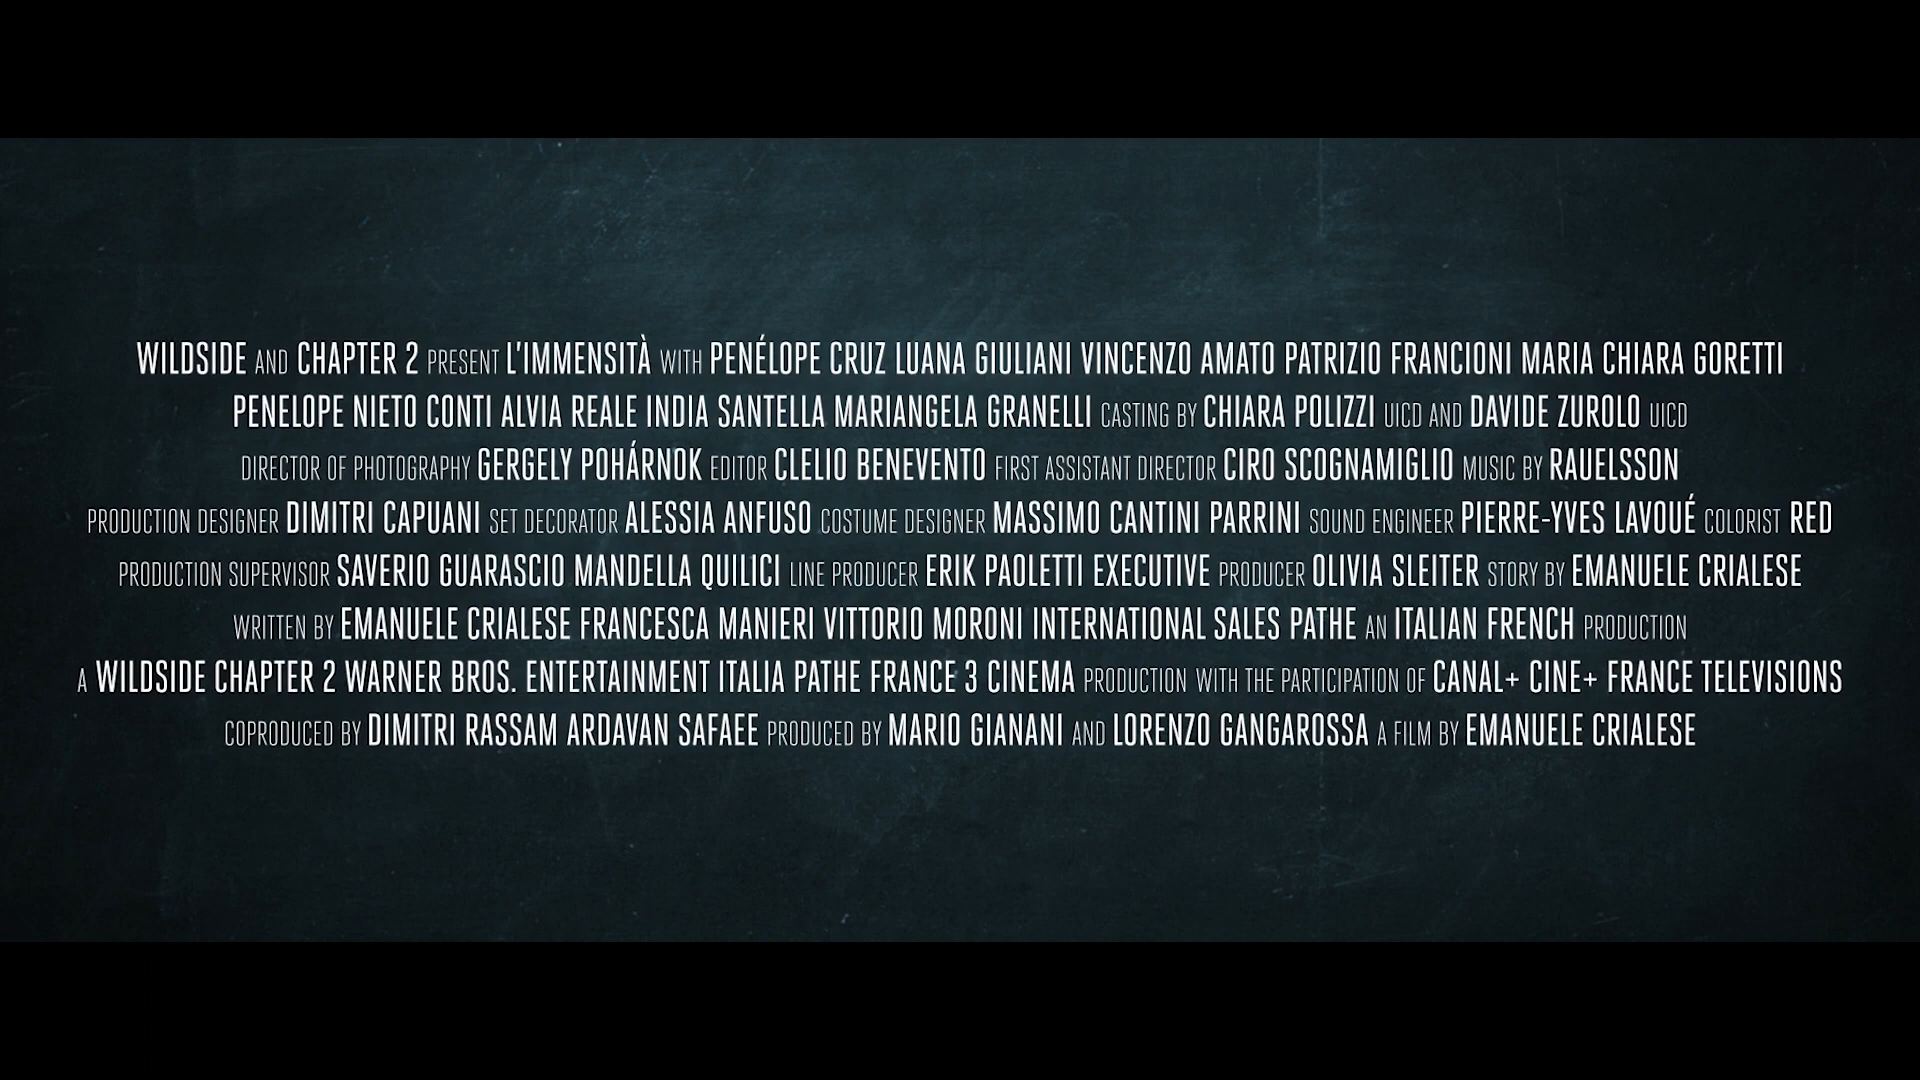 WILDSIDE AND CHAPTER 2 PRESENT L'IMMENSITÀ WITH PENÉLOPE CRUZ LUANA GIULIANI VINCENZO AMATO PATRIZIO FRANCIONI MARIA CHIARA GORETTI
PENELOPE NIETO CONTI ALVIA REALE INDIA SANTELLA MARIANGELA GRANELLI CASTING BY CHIARA POLIZZI UICD AND DAVIDE ZUROLO UICD
DIRECTOR OF PHOTOGRAPHY GERGELY POHÁRNOK EDITOR CLELIO BENEVENTO FIRST ASSISTANT DIRECTOR CIRO SCOGNAMIGLIO MUSIC BY RAUELSSON
PRODUCTION DESIGNER DIMITRI CAPUANI SET DECORATOR ALESSIA ANFUSO COSTUME DESIGNER MASSIMO CANTINI PARRINI SOUND ENGINEER PIERRE-YVES LAVOUÉ COLORIST RED
PRODUCTION SUPERVISOR SAVERIO GUARASCIO MANDELLA QUIL1CI LINE PRODUCER ERIK PAOLETTI EXECUTIVE PRODUCER OLIVIA SLEITER STORY BY EMANUELE CRIALESE
WRITTEN BY EMANUELE CRIALESE FRANCESCA MANIERI VITTORIO MORONI INTERNATIONAL SALES PATHE AN ITALIAN FRENCH PRODUCTION
A WILDSIDE CHAPTER 2 WARNER BROS. ENTERTAINMENT ITALIA PATHE FRANCE 3 CINEMA PRODUCTION WITH THE PARTICIPATION OF CANAL+ CINE+ FRANCE TELEVISIONS
COPRODUCED BY DIMITRI RASSAM ARDAVAN SAFAEE PRODUCED BY MARIO GIANANI AND LORENZO GANGAROSSA A FILM BY EMANUELE CRIALESE